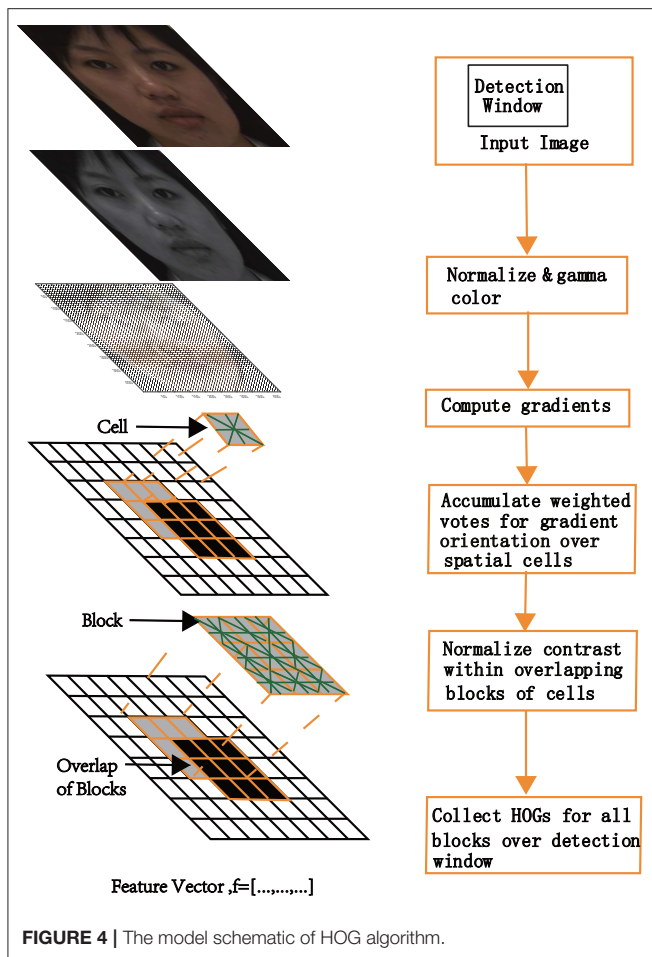 Detection
Window
Input Image
Normalize & gamma
color
Compute gradients
Cell
Accumulate weighted
votes for gradient
orientation over
spatial cells
Block
Normalize contrast
within overlapping
blocks of cells
Overlap
of Blocks
Collect HOGs for all
blocks over detection
window
Feature Vector ,f=[...,...,...]
FIGURE 4 | The model schematic of HOG algorithm.